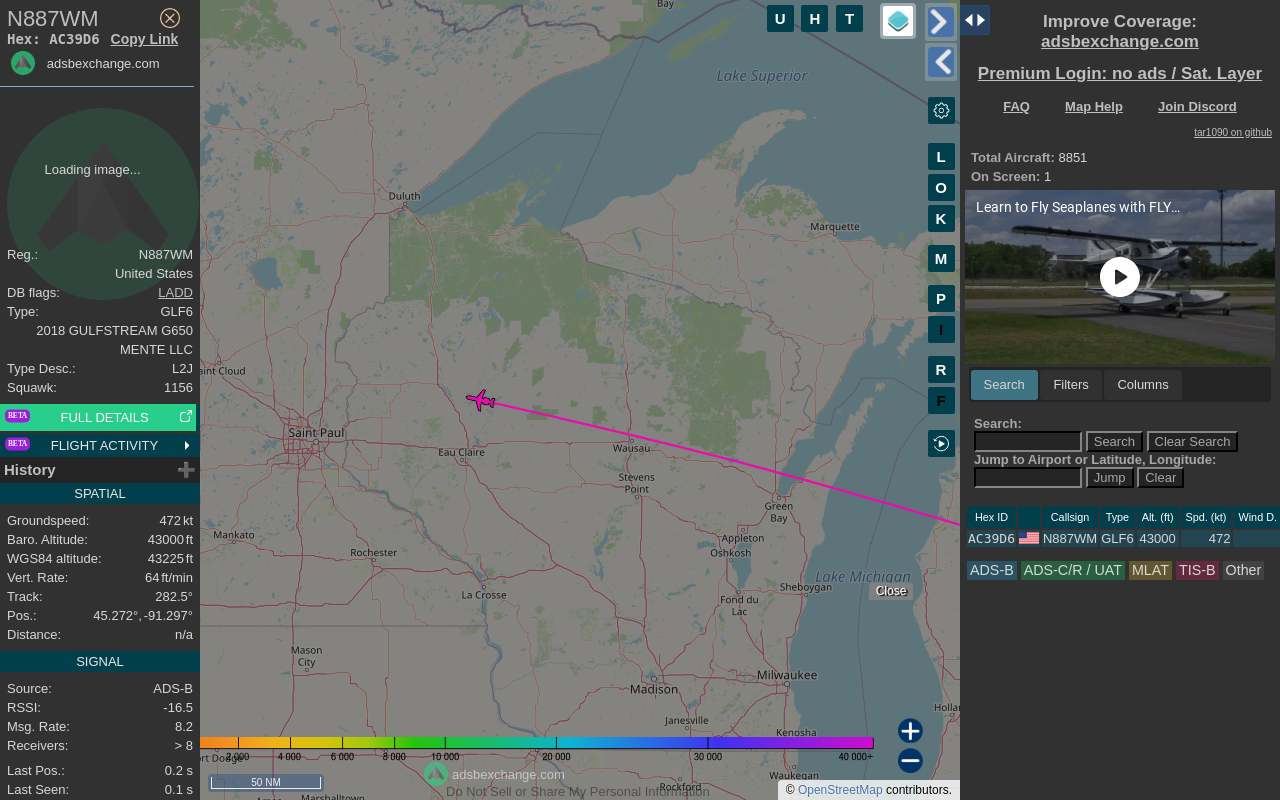 N887WM
Hex: AC39D6 Copy Link
adsbexchange.com
Loading image...
Reg.: N887WM
United States
DB flags: LADD
Type: GLF6
2018 GULFSTREAM G650
MENTE LLC
Type Desc.: L2J
Squawk: 1156
BETA FULL DETAILS
BETA FLIGHT ACTIVITY
History
SPATIAL
Groundspeed: 472 kt
Baro. Altitude: 43000 ft
WGS84 altitude: 43225 ft
Vert. Rate: 64 ft/min
Track: 282.5°
Pos.: 45.272°, -91.297°
Distance: n/a
SIGNAL
Source: ADS-B
RSSI: -16.5
Msg. Rate: 8.2
Receivers: > 8
Last Pos.: 0.2 s
Last Seen: 0.1 s
Bay
U H T
Lake Superior
L
O
K
M
P
I
R
F
Duluth
Marquette
aint Cloud
Saint Paul
Eau Claire
Wausau
Stevens
Point
Green
Bay
Mankato
Appleton
Rochester
Oshkosh
La Crosse
Lake Michigan
Sheboygan
Close
Fond du
Lac
Mason
City
Madison
Milwaukee
Janesville
Hollan
Kenosha
ort Dodge
2 000 4 000 6 000 8 000 10 000 20 000 30 000 40 000+
Waukegan
Rockford
50 NM
Ames
Marshalltown
adsbexchange.com
Do Not Sell or Share My Personal Information
© OpenStreetMap contributors.
Improve Coverage:
adsbexchange.com
Premium Login: no ads / Sat. Layer
FAQ Map Help Join Discord
tar1090 on github
Total Aircraft: 8851
On Screen: 1
Learn to Fly Seaplanes with FLY...
Search Filters Columns
Search:
Search Clear Search
Jump to Airport or Latitude, Longitude:
Jump Clear
Hex ID Callsign Type Alt. (ft) Spd. (kt) Wind D.
AC39D6 N887WM GLF6 43000 472
ADS-B ADS-C/R / UAT MLAT TIS-B Other